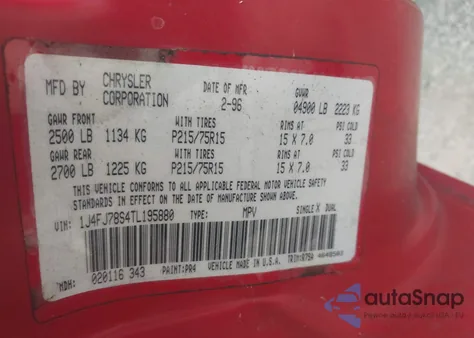 MFD BY CHRYSLER CORPORATION DATE OF MFR 2-96 GVWR 04900 LB 2223 KG
GAWR FRONT WITH TIRES RIMS AT PSI COLD
2500 LB 1134 KG P215/75R15 15 X 7.0 33
GAWR REAR WITH TIRES RIMS AT PSI COLD
2700 LB 1225 KG P215/75R15 15 X 7.0 33
THIS VEHICLE CONFORMS TO ALL APPLICABLE FEDERAL MOTOR VEHICLE SAFETY
STANDARDS IN EFFECT ON THE DATE OF MANUFACTURE SHOWN ABOVE
VIN: 1J4FJ78S4TL195880 TYPE: MPV SINGLE X DUAL
MDH: 020116 343 PAINT: PR4 VEHICLE MADE IN U.S.A. TRIM:
autoSnap